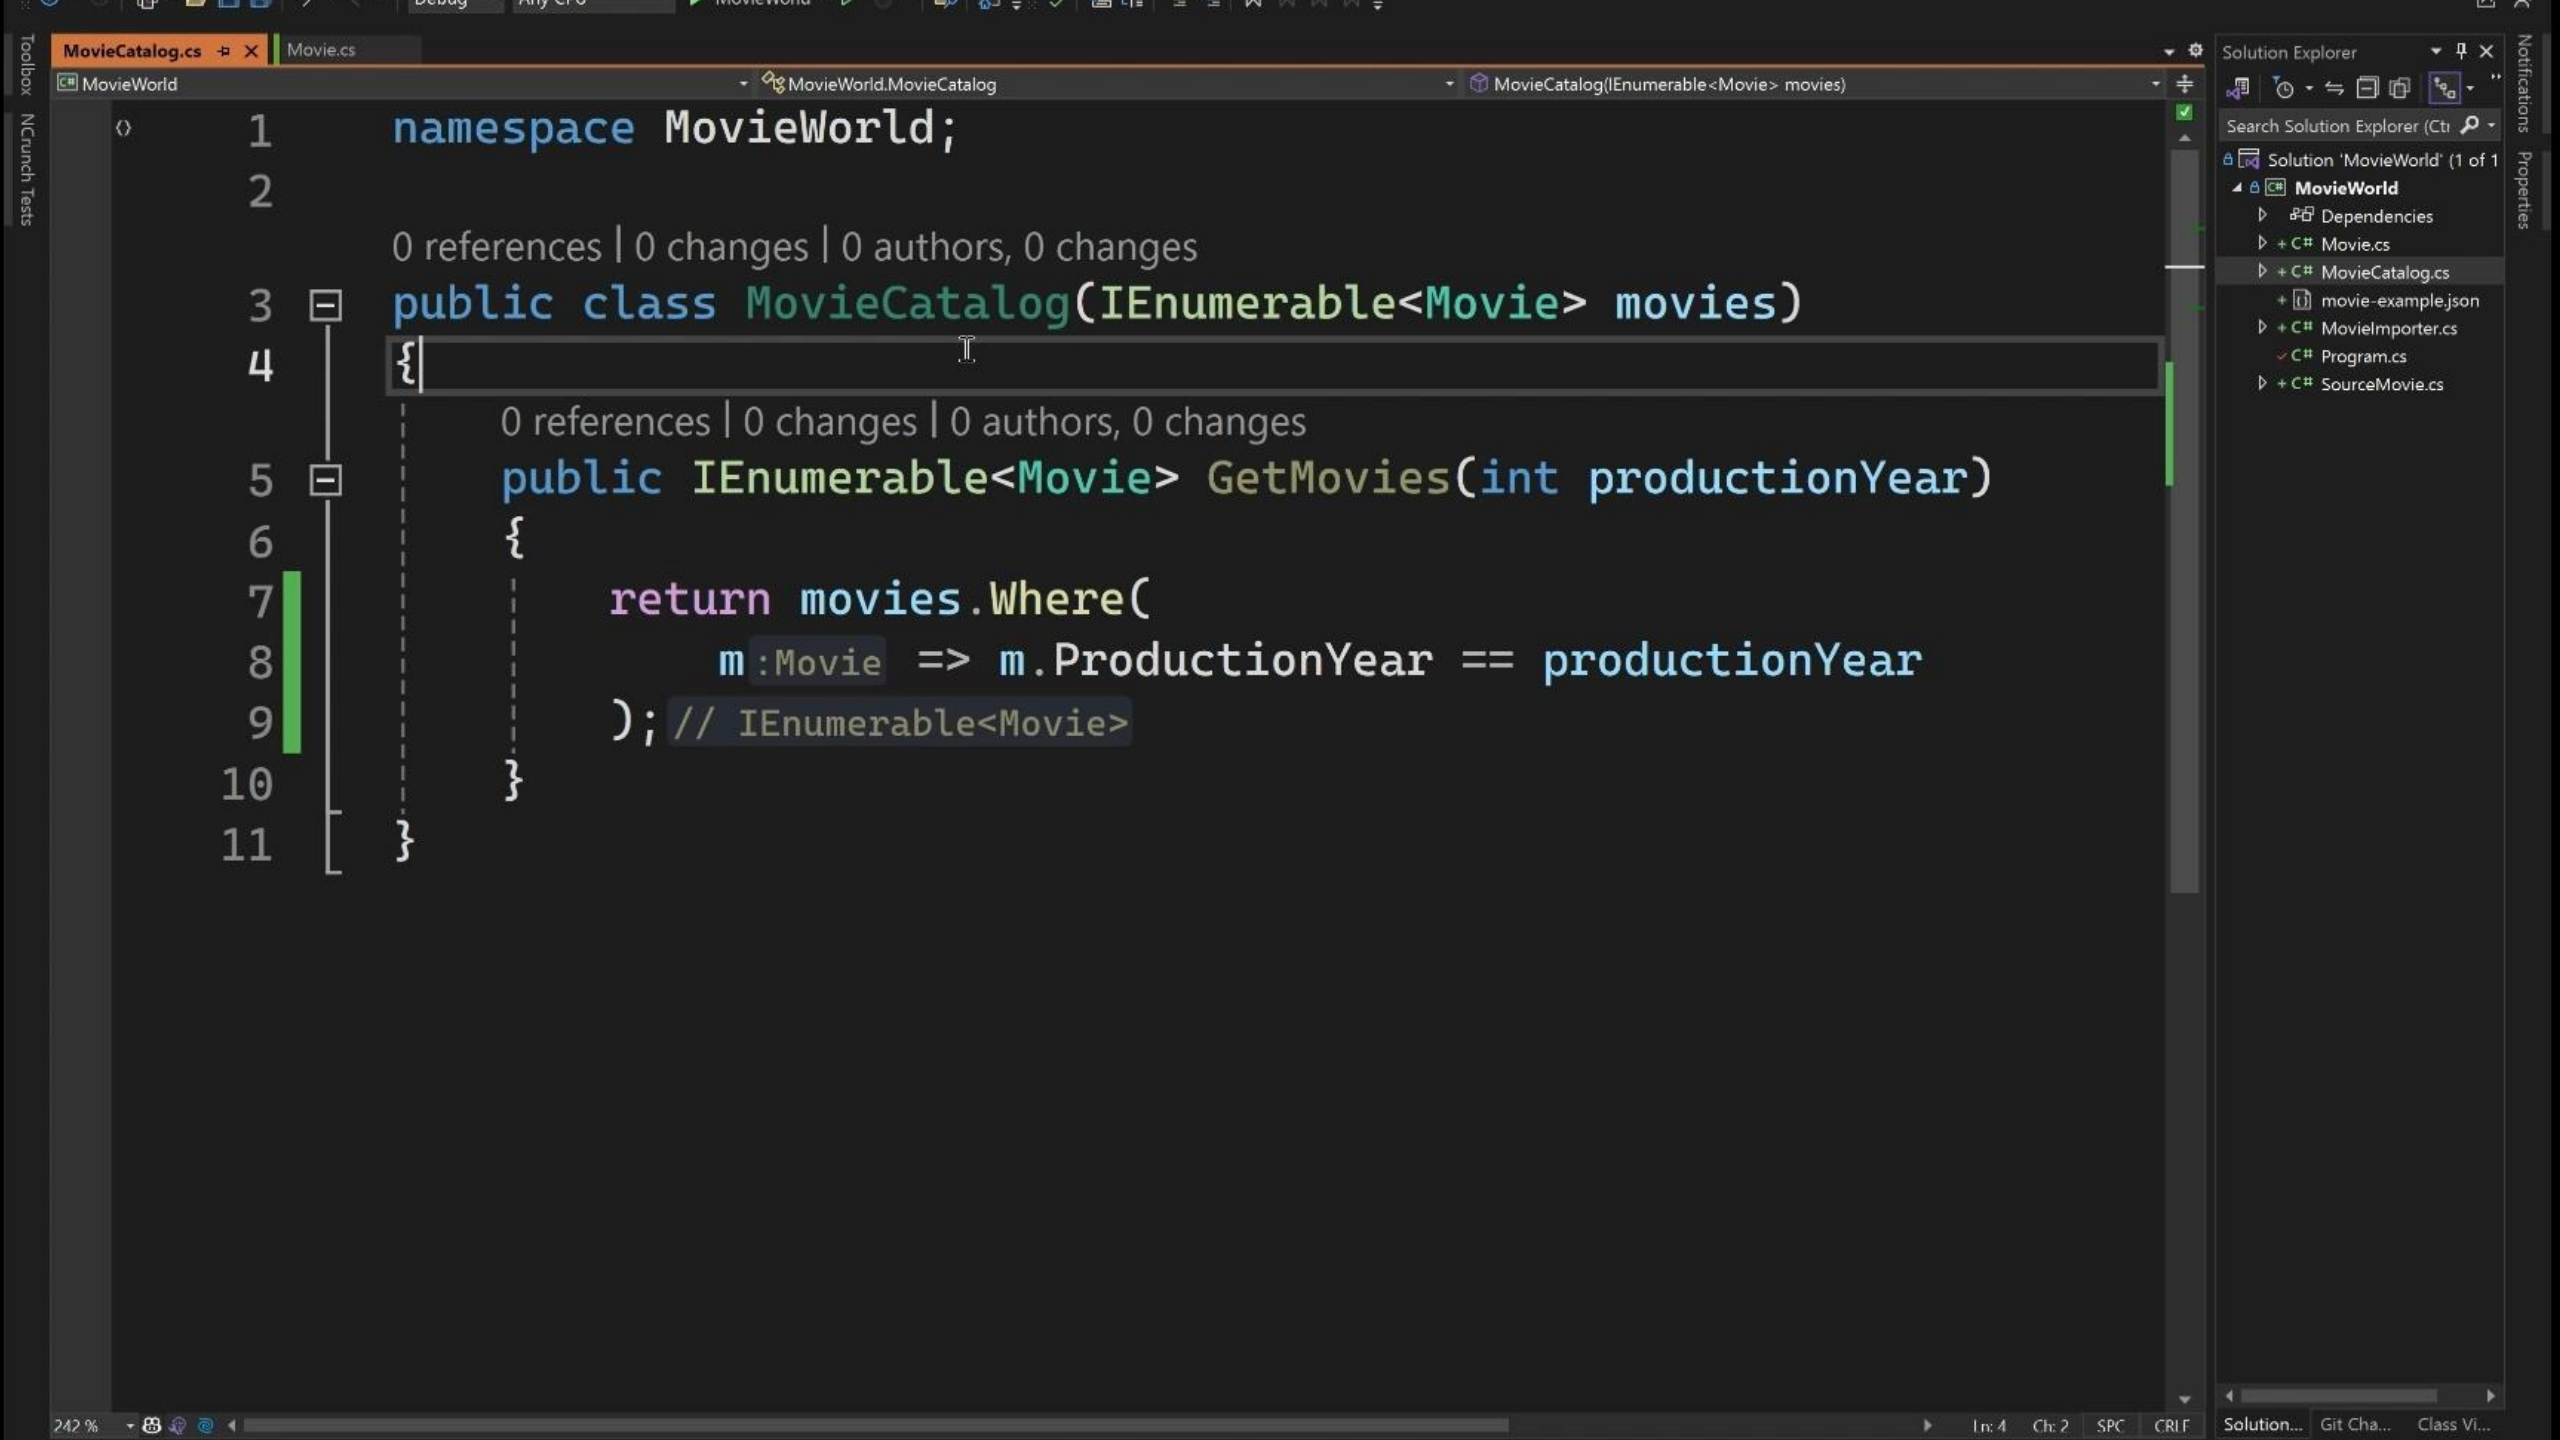 Debug
MovieWorld
MovieCatalog.cs
Movie.cs
MovieWorld
MovieWorld.MovieCatalog
MovieCatalog(IEnumerable<Movie> movies)
Toolbox
NCrunch Tests
1 namespace MovieWorld;
2
0 references | 0 changes | 0 authors, 0 changes
3 public class MovieCatalog(IEnumerable<Movie> movies)
4 {
0 references | 0 changes | 0 authors, 0 changes
5 public IEnumerable<Movie> GetMovies(int productionYear)
6 {
7 return movies.Where(
8 m :Movie => m.ProductionYear == productionYear
9 ); // IEnumerable<Movie>
10 }
11 }
Solution Explorer
Search Solution Explorer (Ctr
Solution 'MovieWorld' (1 of 1
MovieWorld
Dependencies
C# Movie.cs
C# MovieCatalog.cs
movie-example.json
C# MovieImporter.cs
C# Program.cs
C# SourceMovie.cs
Notifications
Properties
242 %
Ln: 4
Ch: 2
SPC
CRLF
Solution...
Git Cha...
Class Vi...